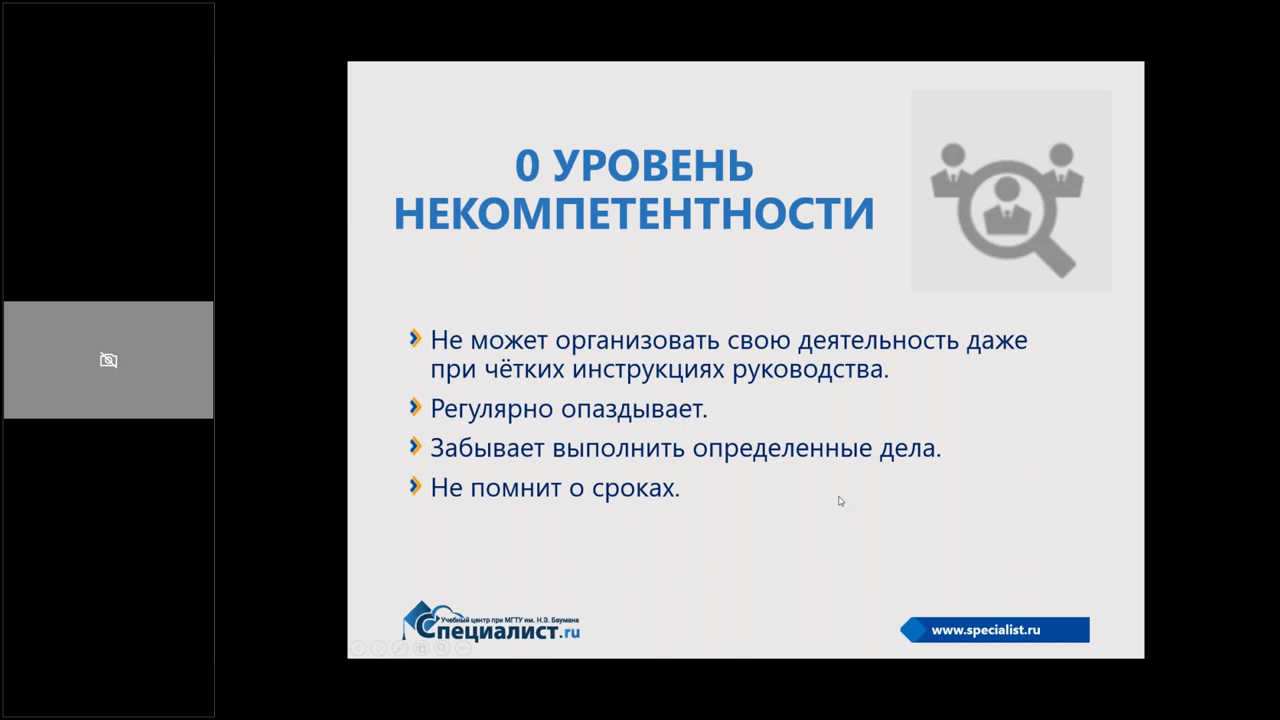 0 УРОВЕНЬ
НЕКОМПЕТЕНТНОСТИ
Не может организовать свою деятельность даже
при чётких инструкциях руководства.
Регулярно опаздывает.
Забывает выполнить определенные дела.
Не помнит о сроках.
Учебный центр при МГТУ им. Н.Э. Баумана
Специалист.ru
www.specialist.ru